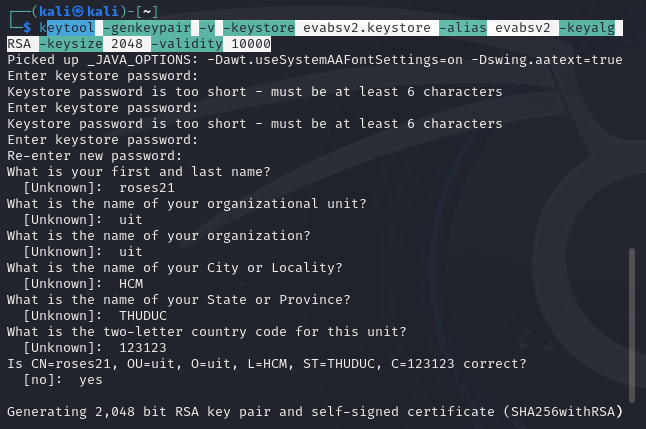 ┌──(kali㉿kali)-[~]
└─$ keytool -genkeypair -v -keystore evabsv2.keystore -alias evabsv2 -keyalg
RSA -keysize 2048 -validity 10000
Picked up _JAVA_OPTIONS: -Dawt.useSystemAAFontSettings=on -Dswing.aatext=true
Enter keystore password:
Keystore password is too short - must be at least 6 characters
Enter keystore password:
Keystore password is too short - must be at least 6 characters
Enter keystore password:
Re-enter new password:
What is your first and last name?
  [Unknown]:  roses21
What is the name of your organizational unit?
  [Unknown]:  uit
What is the name of your organization?
  [Unknown]:  uit
What is the name of your City or Locality?
  [Unknown]:  HCM
What is the name of your State or Province?
  [Unknown]:  THUDUC
What is the two-letter country code for this unit?
  [Unknown]:  123123
Is CN=roses21, OU=uit, O=uit, L=HCM, ST=THUDUC, C=123123 correct?
  [no]:  yes
Generating 2,048 bit RSA key pair and self-signed certificate (SHA256withRSA)